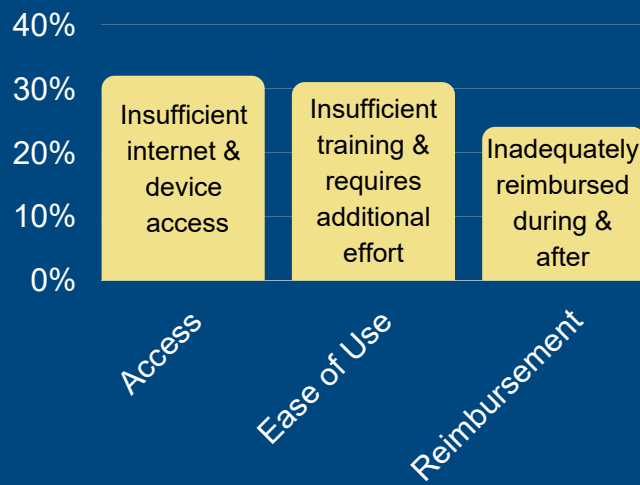 40%
30%
20%
10%
0%
Insufficient
internet &
device
access
Insufficient
training &
requires
additional
effort
Inadequately
reimbursed
during &
after
Access
Ease of Use
Reimbursement